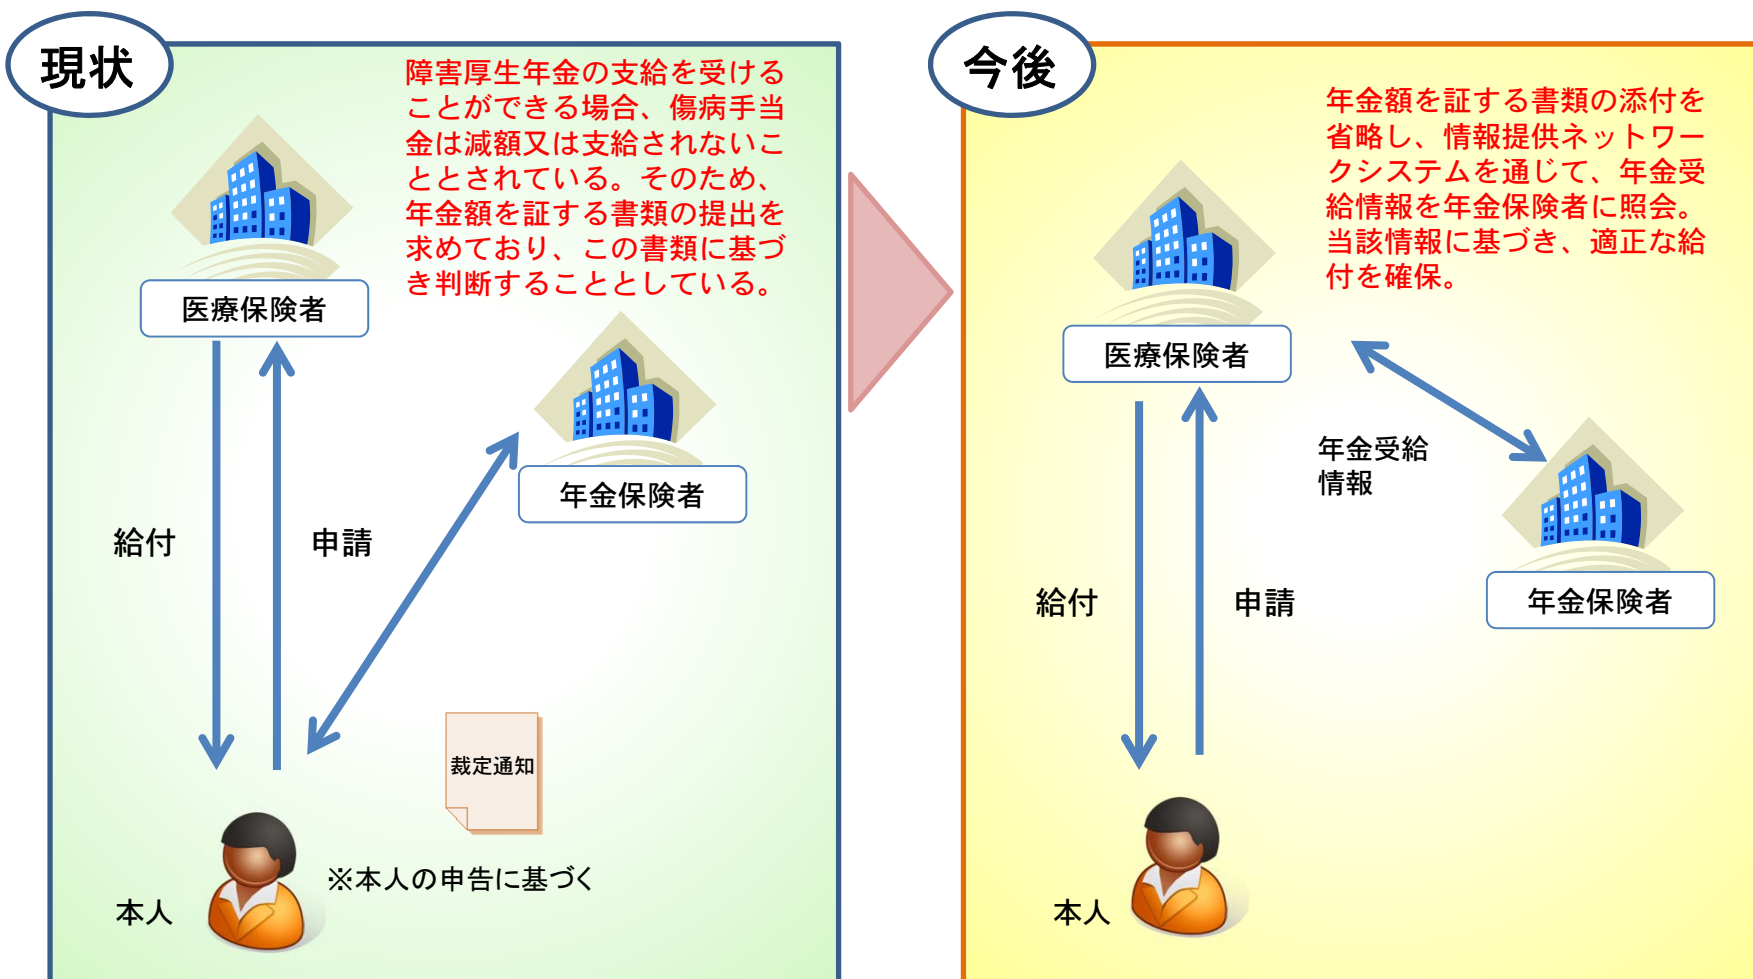 現状
障害厚生年金の支給を受ける
ことができる場合、傷病手当
金は減額又は支給されないこ
ととされている。そのため、
年金額を証する書類の提出を
求めており、この書類に基づ
き判断することとしている。
医療保険者
年金保険者
給付
申請
裁定通知
※本人の申告に基づく
本人
今後
年金額を証する書類の添付を
省略し、情報提供ネットワー
クシステムを通じて、年金受
給情報を年金保険者に照会。
当該情報に基づき、適正な給
付を確保。
医療保険者
年金受給
情報
年金保険者
給付
申請
本人